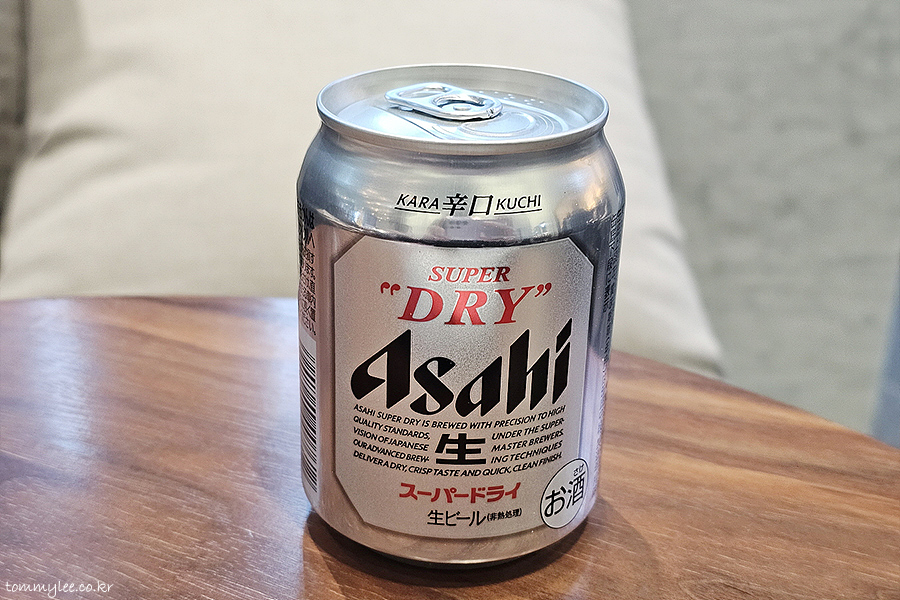 KARA 辛口 KUCHI
SUPER
"DRY"
Asahi
ASAHI SUPER DRY IS BREWED WITH PRECISION TO HIGH
QUALITY STANDARDS, UNDER THE SUPER-
VISION OF JAPANESE MASTER BREWERS.
OUR ADVANCED BREW- ING TECHNIQUES
DELIVER A DRY, CRISP TASTE AND QUICK, CLEAN FINISH.
生
スーパードライ
生ビール(非熱処理)
さけ
お酒
tommylee.co.kr